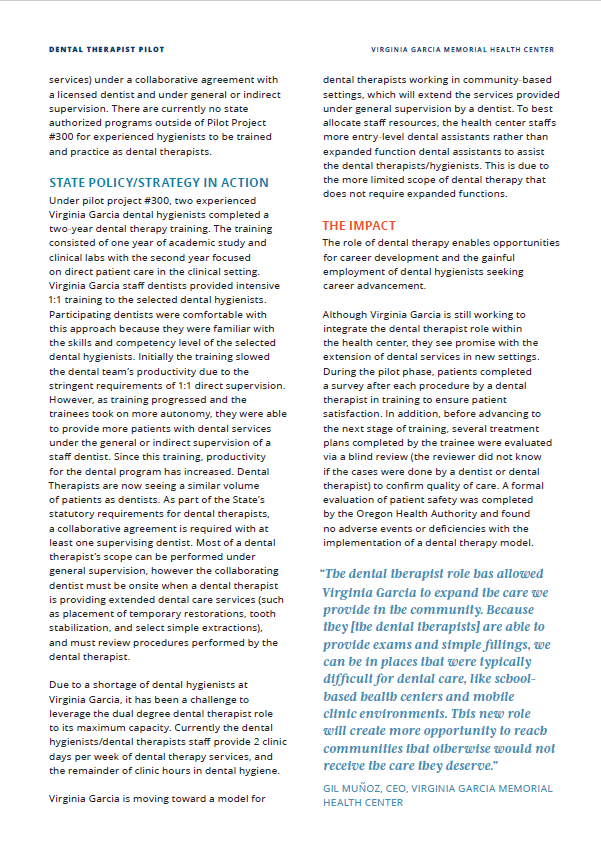 DENTAL THERAPIST PILOT
VIRGINIA GARCIA MEMORIAL HEALTH CENTER
services) under a collaborative agreement with
a licensed dentist and under general or indirect
supervision. There are currently no state
authorized programs outside of Pilot Project
#300 for experienced hygienists to be trained
and practice as dental therapists.
STATE POLICY/STRATEGY IN ACTION
Under pilot project #300, two experienced
Virginia Garcia dental hygienists completed a
two-year dental therapy training. The training
consisted of one year of academic study and
clinical labs with the second year focused
on direct patient care in the clinical setting.
Virginia Garcia staff dentists provided intensive
1:1 training to the selected dental hygienists.
Participating dentists were comfortable with
this approach because they were familiar with
the skills and competency level of the selected
dental hygienists. Initially the training slowed
the dental team's productivity due to the
stringent requirements of 1:1 direct supervision.
However, as training progressed and the
trainees took on more autonomy, they were able
to provide more patients with dental services
under the general or indirect supervision of a
staff dentist. Since this training, productivity
for the dental program has increased. Dental
Therapists are now seeing a similar volume
of patients as dentists. As part of the State's
statutory requirements for dental therapists,
a collaborative agreement is required with at
least one supervising dentist. Most of a dental
therapist's scope can be performed under
general supervision, however the collaborating
dentist must be onsite when a dental therapist
is providing extended dental care services (such
as placement of temporary restorations, tooth
stabilization, and select simple extractions),
and must review procedures performed by the
dental therapist.
Due to a shortage of dental hygienists at
Virginia Garcia, it has been a challenge to
leverage the dual degree dental therapist role
to its maximum capacity. Currently the dental
hygienists/dental therapists staff provide 2 clinic
days per week of dental therapy services, and
the remainder of clinic hours in dental hygiene.
Virginia Garcia is moving toward a model for
dental therapists working in community-based
settings, which will extend the services provided
under general supervision by a dentist. To best
allocate staff resources, the health center staffs
more entry-level dental assistants rather than
expanded function dental assistants to assist
the dental therapists/hygienists. This is due to
the more limited scope of dental therapy that
does not require expanded functions.
THE IMPACT
The role of dental therapy enables opportunities
for career development and the gainful
employment of dental hygienists seeking
career advancement.
Although Virginia Garcia is still working to
integrate the dental therapist role within
the health center, they see promise with the
extension of dental services in new settings.
During the pilot phase, patients completed
a survey after each procedure by a dental
therapist in training to ensure patient
satisfaction. In addition, before advancing to
the next stage of training, several treatment
plans completed by the trainee were evaluated
via a blind review (the reviewer did not know
if the cases were done by a dentist or dental
therapist) to confirm quality of care. A formal
evaluation of patient safety was completed
by the Oregon Health Authority and found
no adverse events or deficiencies with the
implementation of a dental therapy model.
"The dental therapist role has allowed
Virginia Garcia to expand the care we
provide in the community. Because
they [the dental therapists] are able to
provide exams and simple fillings, we
can be in places that were typically
difficult for dental care, like school-
based health centers and mobile
clinic environments. This new role
will create more opportunity to reach
communities that otherwise would not
receive the care they deserve."
GIL MUÑOZ, CEO, VIRGINIA GARCIA MEMORIAL
HEALTH CENTER